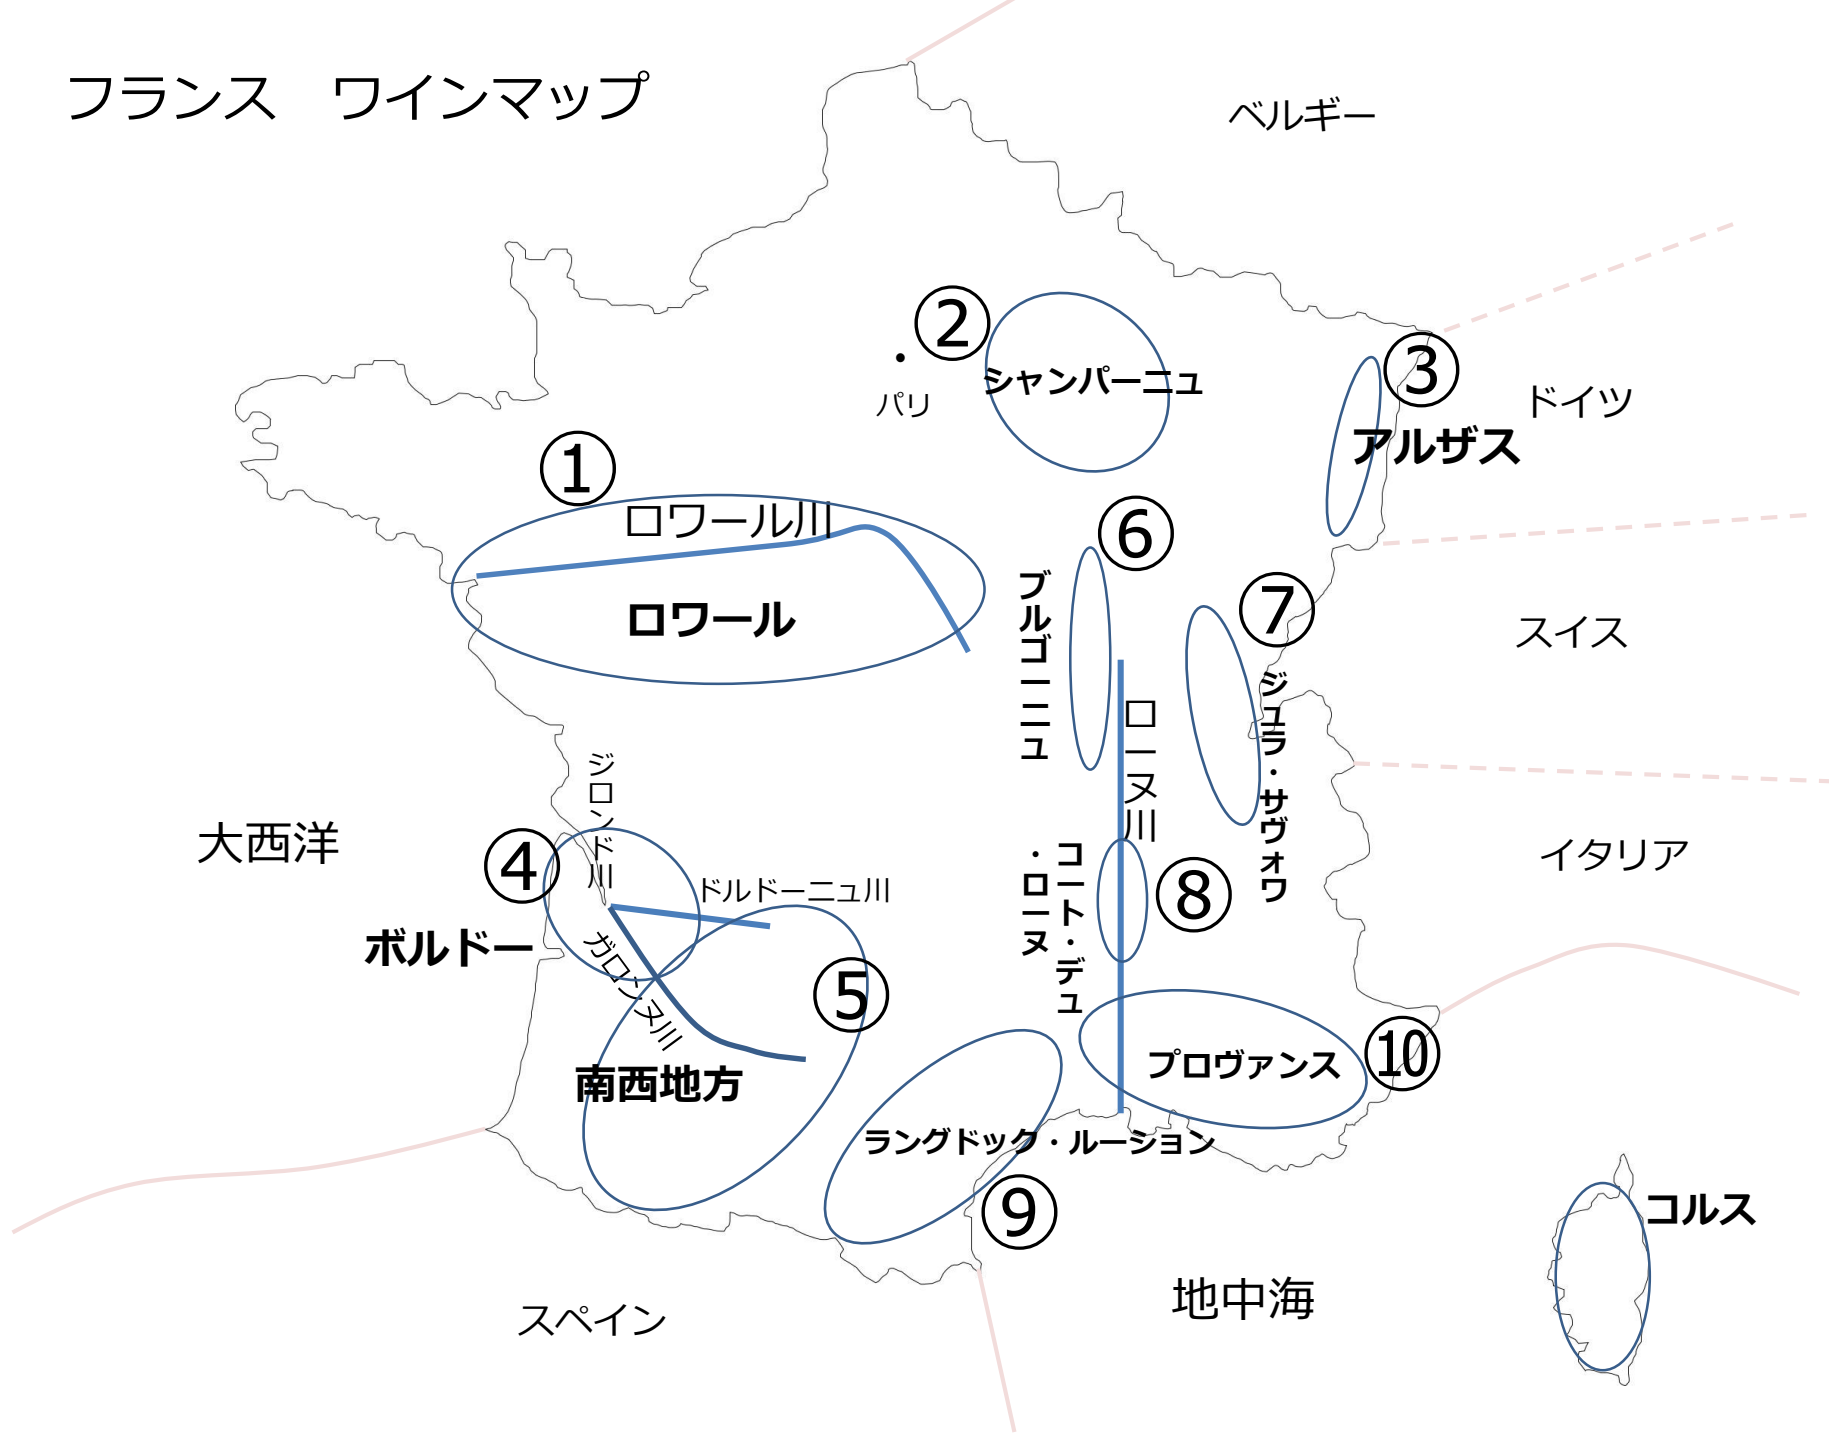 フランス　ワインマップ
ベルギー
②
シャンパーニュ
パリ
③
ドイツ
アルザス
①
ロワール川
ロワール
⑥
ブルゴーニュ
⑦
ジュラ・サヴォワ
スイス
ローヌ川
ジロンド川
大西洋
④
ボルドー
ドルドーニュ川
ガロンヌ川
⑤
南西地方
コート・デュ
・ローヌ
⑧
イタリア
プロヴァンス
⑩
ラングドック・ルーション
⑨
コルス
地中海
スペイン